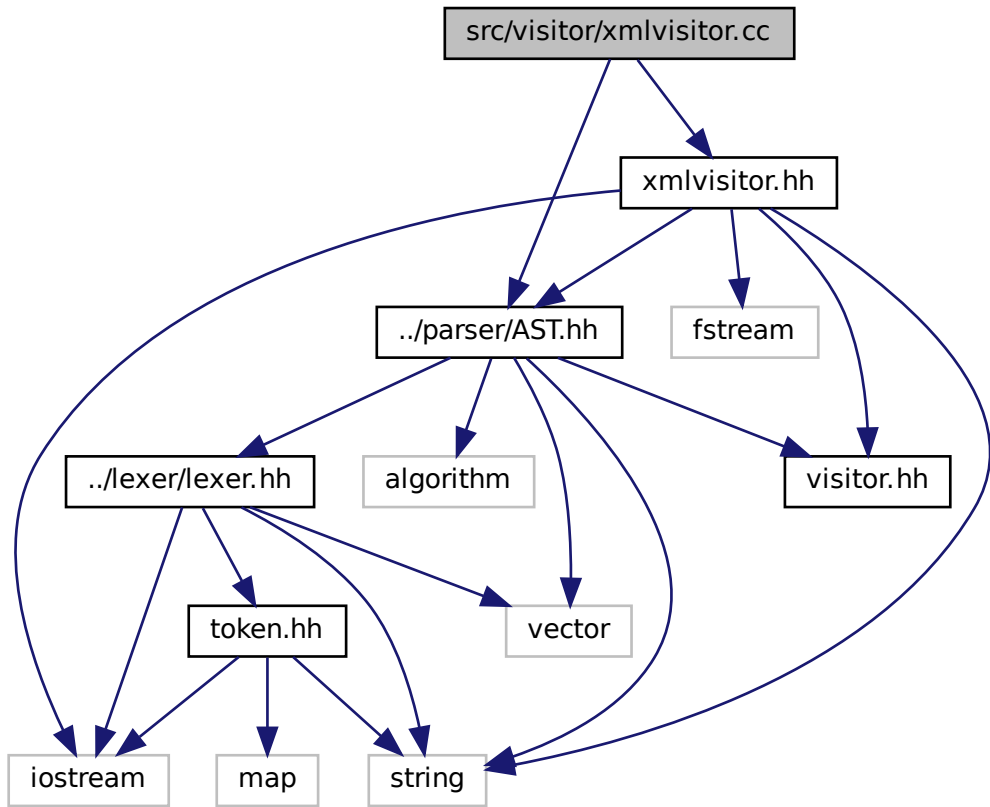 src/visitor/xmlvisitor.cc
xmlvisitor.hh
../parser/AST.hh
fstream
../lexer/lexer.hh
algorithm
visitor.hh
token.hh
vector
iostream
map
string